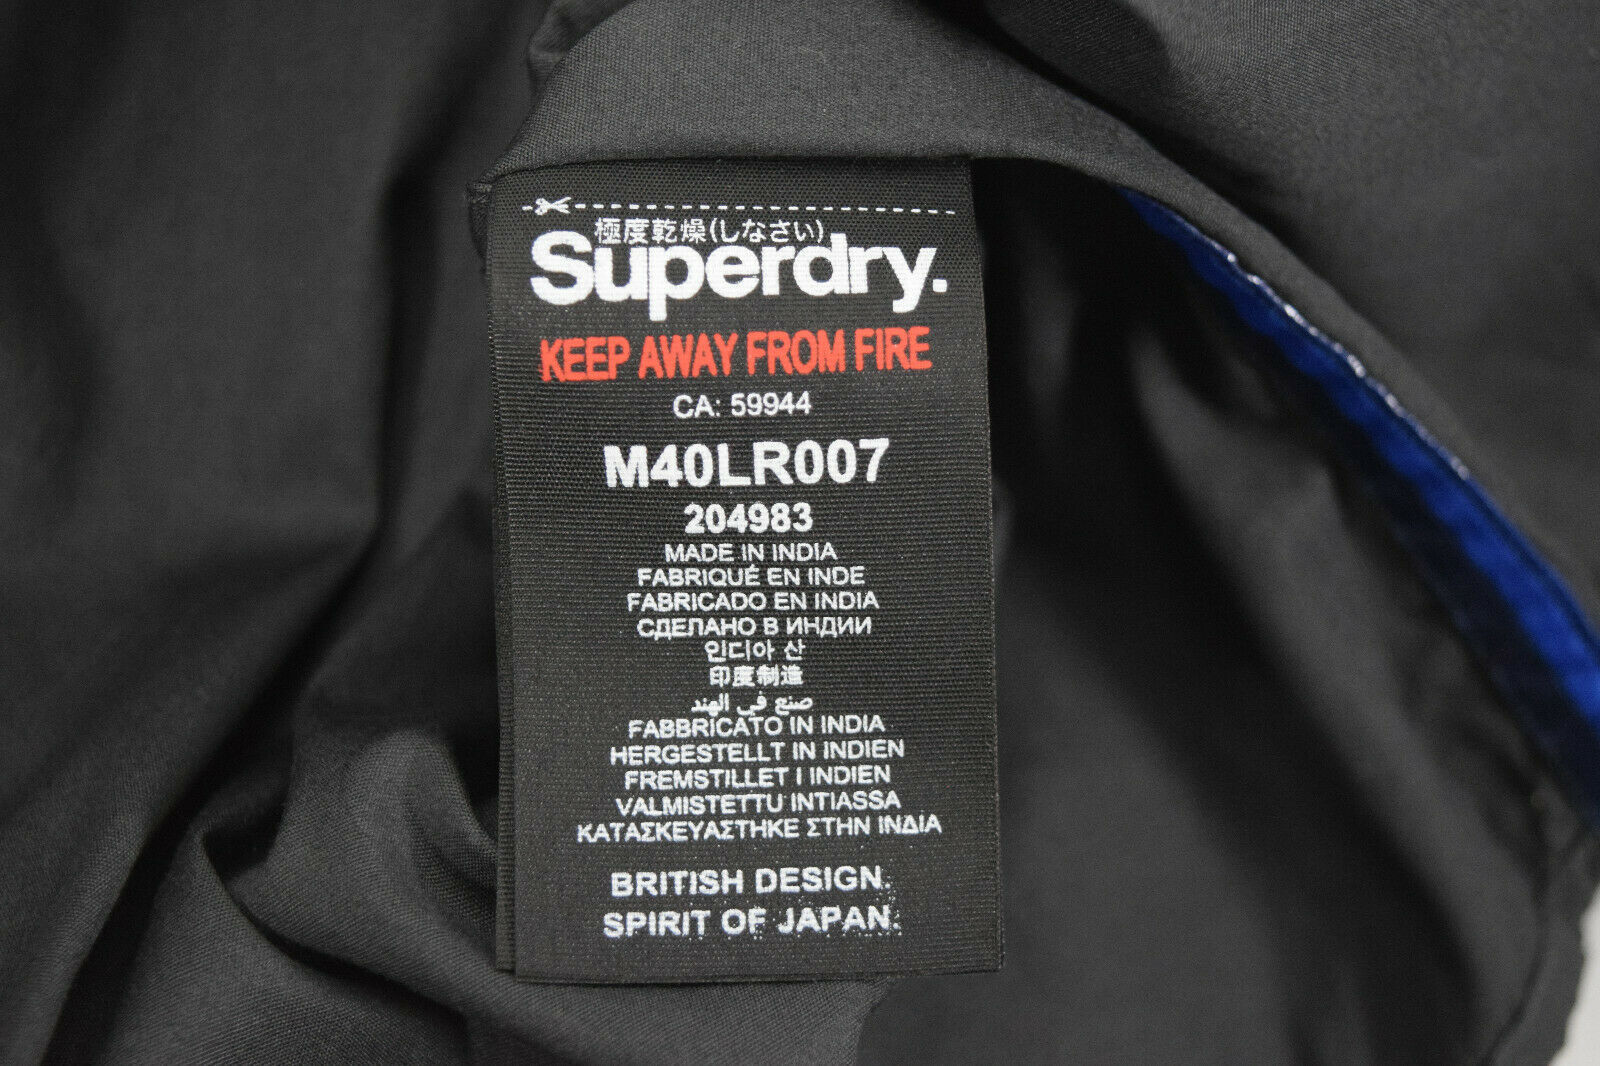 極度乾燥(しなさい)
Superdry.
KEEP AWAY FROM FIRE
CA: 59944
M40LR007
204983
MADE IN INDIA
FABRIQUÉ EN INDE
FABRICADO EN INDIA
СДЕЛАНО В ИНДИИ
인디아 산
印度制造
صنع في الهند
FABBRICATO IN INDIA
HERGESTELLT IN INDIEN
FREMSTILLET I INDIEN
VALMISTETTU INTIASSA
ΚΑΤΑΣΚΕΥΑΣΤΗΚΕ ΣΤΗΝ ΙΝΔΙΑ
BRITISH DESIGN.
SPIRIT OF JAPAN.